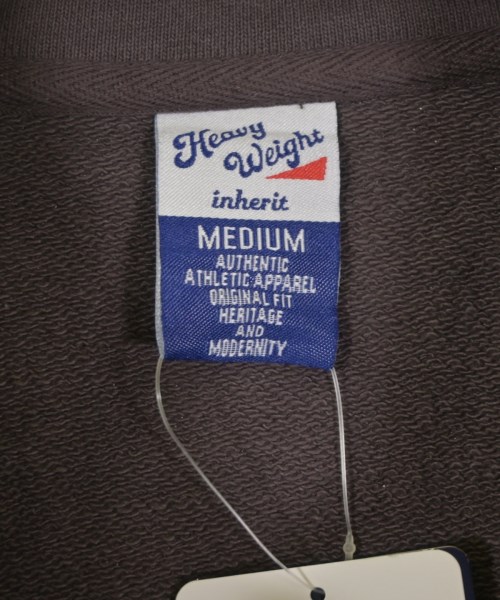 Heavy
Weight
inherit
MEDIUM
AUTHENTIC
ATHLETIC APPAREL
ORIGINAL FIT
HERITAGE
AND
MODERNITY